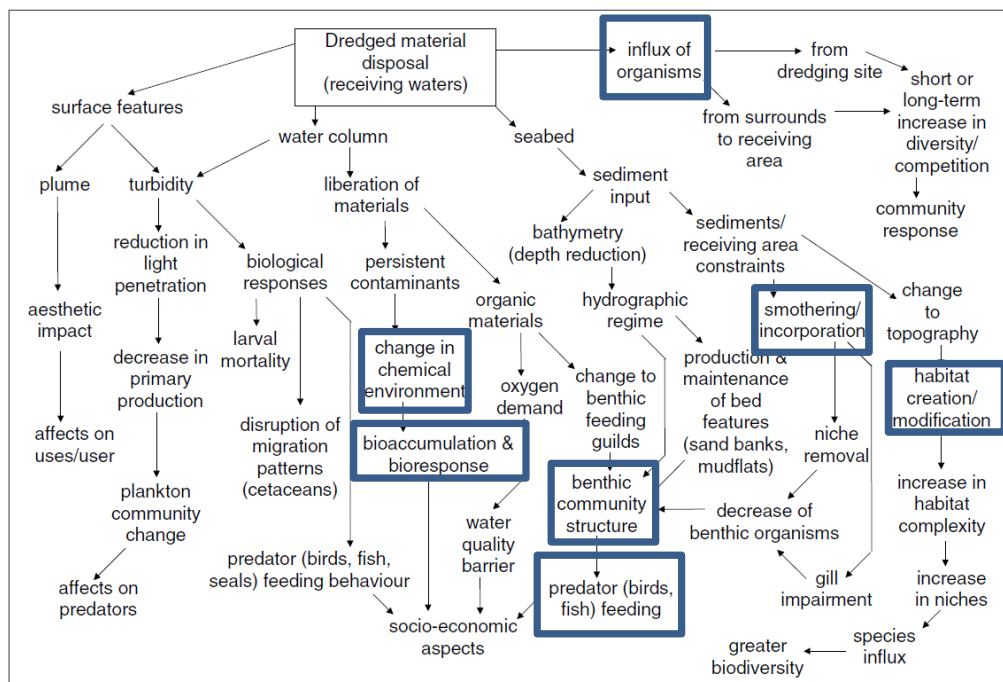 Dredged material
disposal
(receiving waters)
influx of
organisms
from
dredging site
short or
long-term
increase in
diversity/
competition
from surrounds
to receiving
area
community
response
surface features
water column
seabed
plume
turbidity
liberation of
materials
sediment
input
reduction in
light
penetration
biological
responses
persistent
contaminants
bathymetry
(depth reduction)
sediments/
receiving area
constraints
aesthetic
impact
larval
mortality
change in
chemical
environment
organic
materials
hydrographic
regime
smothering/
incorporation
change
to
topography
decrease in
primary
production
oxygen
demand
change to
benthic
feeding
guilds
production &
maintenance
of bed
features
(sand banks,
mudflats)
habitat
creation/
modification
affects on
uses/user
disruption of
migration
patterns
(cetaceans)
bioaccumulation &
bioresponse
niche
removal
plankton
community
change
benthic
community
structure
decrease of
benthic organisms
increase in
habitat
complexity
water
quality
barrier
affects on
predators
predator (birds, fish,
seals) feeding behaviour
predator (birds,
fish) feeding
gill
impairment
increase
in niches
socio-economic
aspects
species
influx
greater
biodiversity